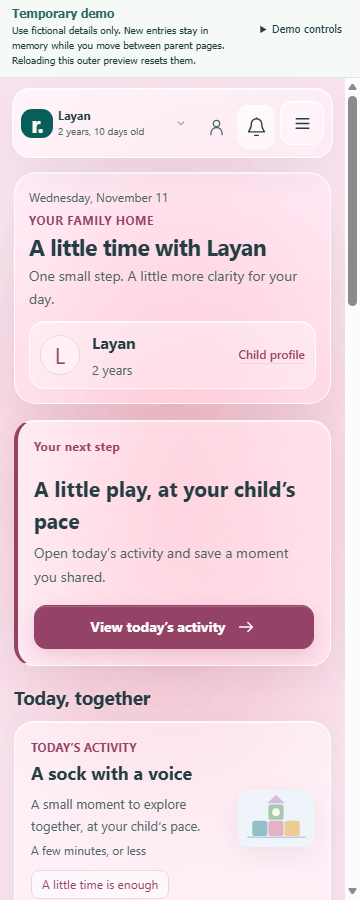 Temporary demo
Use fictional details only. New entries stay in
memory while you move between parent pages.
Reloading this outer preview resets them.
▶ Demo controls
r.
Layan
2 years, 10 days old
Wednesday, November 11
YOUR FAMILY HOME
A little time with Layan
One small step. A little more clarity for your
day.
L
Layan
2 years
Child profile
Your next step
A little play, at your child’s
pace
Open today’s activity and save a moment
you shared.
View today’s activity →
Today, together
TODAY’S ACTIVITY
A sock with a voice
A small moment to explore
together, at your child’s pace.
A few minutes, or less
A little time is enough